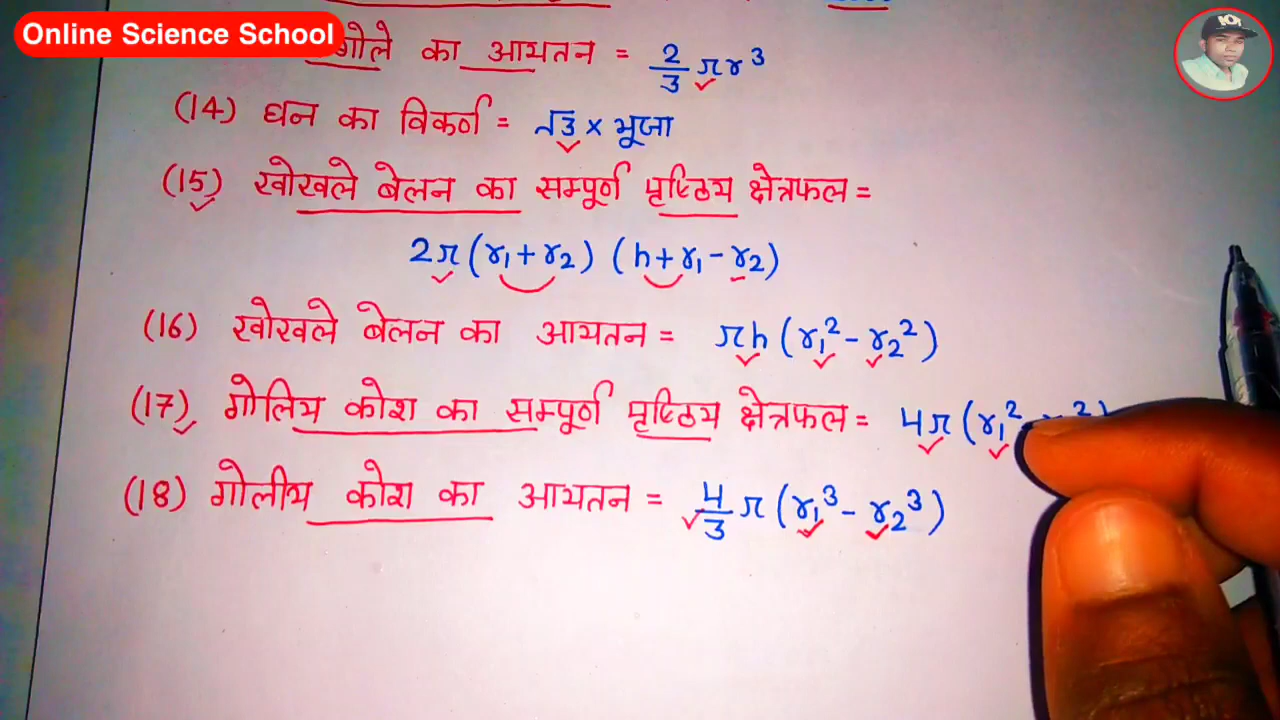 Online Science School
गोले का आयतन = 2/3 πr³
(14) घन का विकर्ण = √3 × भूजा
(15) खोखले बेलन का सम्पूर्ण पृष्ठिय क्षेत्रफल =
2π(r₁+r₂) (h+r₁-r₂)
(16) खोखले बेलन का आयतन = πh(r₁²-r₂²)
(17) गोलिय कोश का सम्पूर्ण पृष्ठिय क्षेत्रफल = 4π(r₁²
(18) गोलीय कोश का आयतन = 4/3 π(r₁³-r₂³)